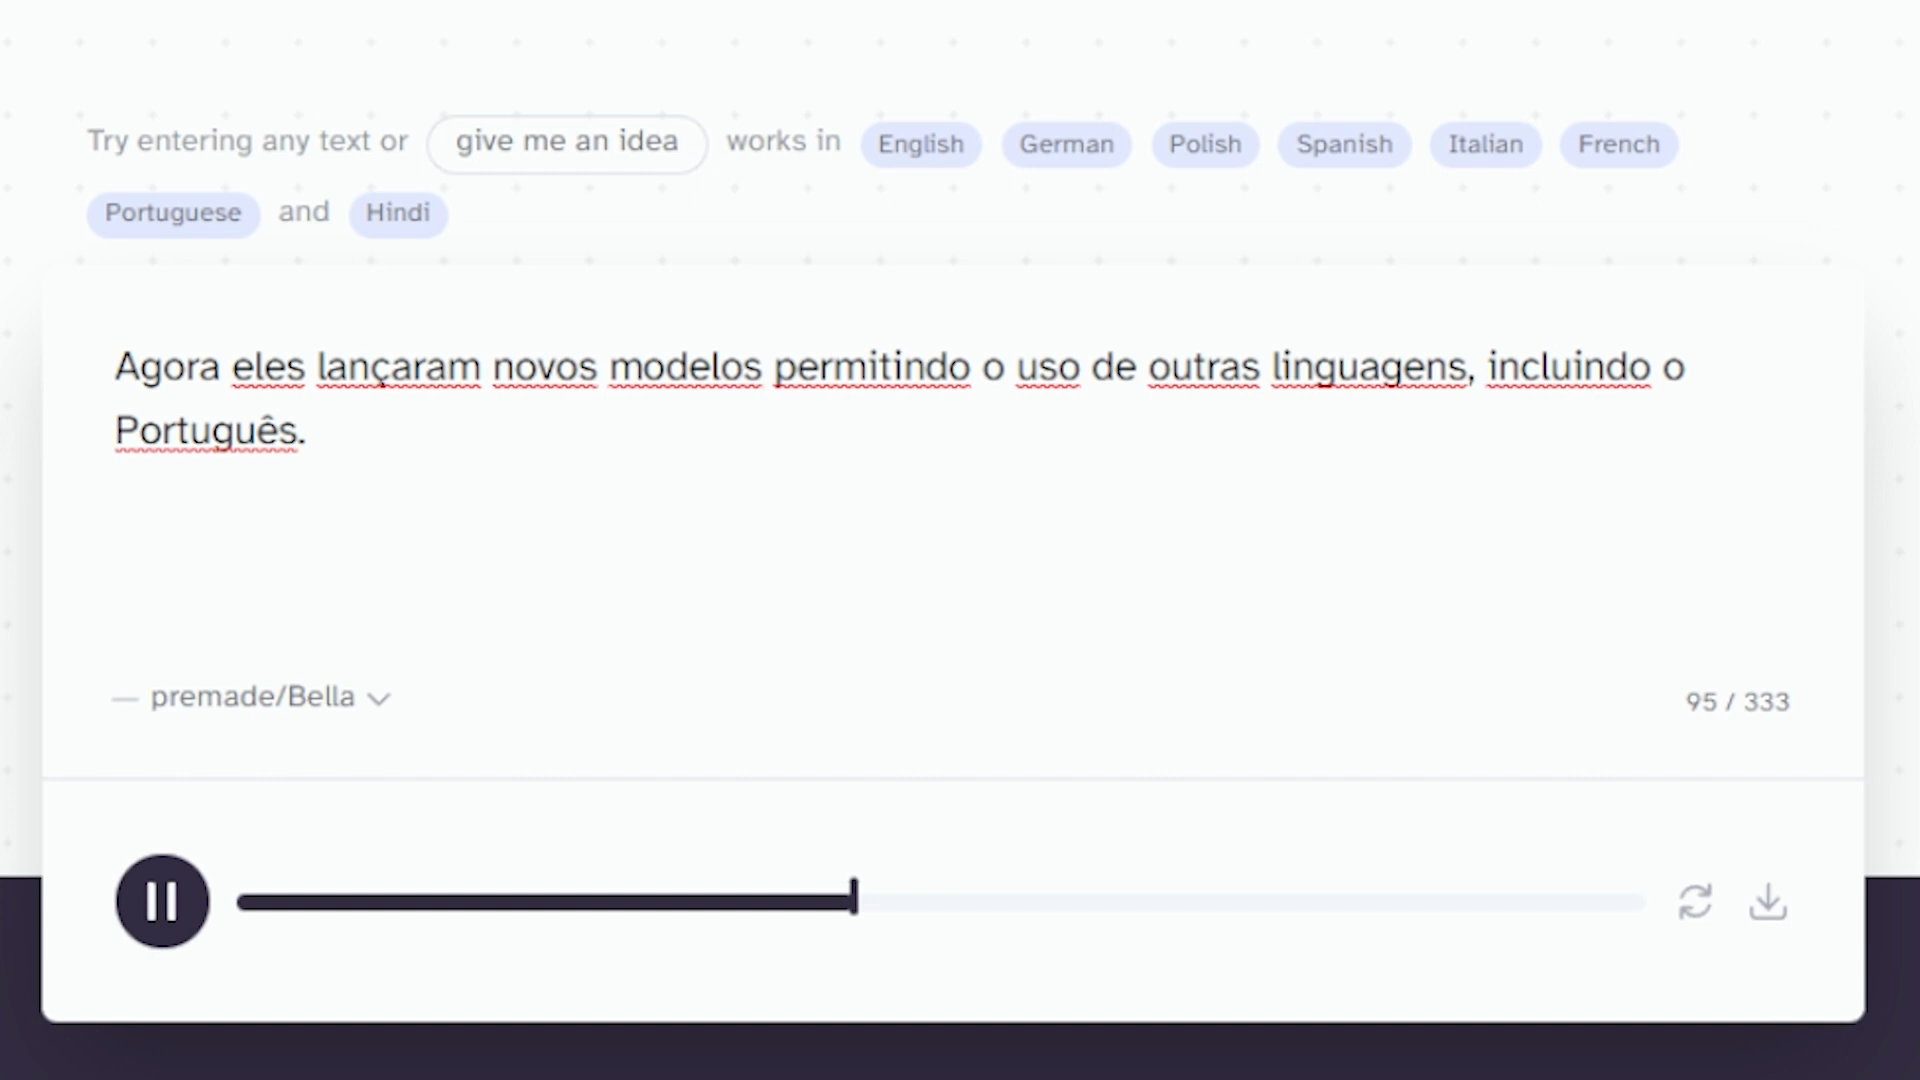 Try entering any text or give me an idea works in English German Polish Spanish Italian French
Portuguese and Hindi
Agora eles lançaram novos modelos permitindo o uso de outras linguagens, incluindo o
Português.
— premade/Bella
95 / 333